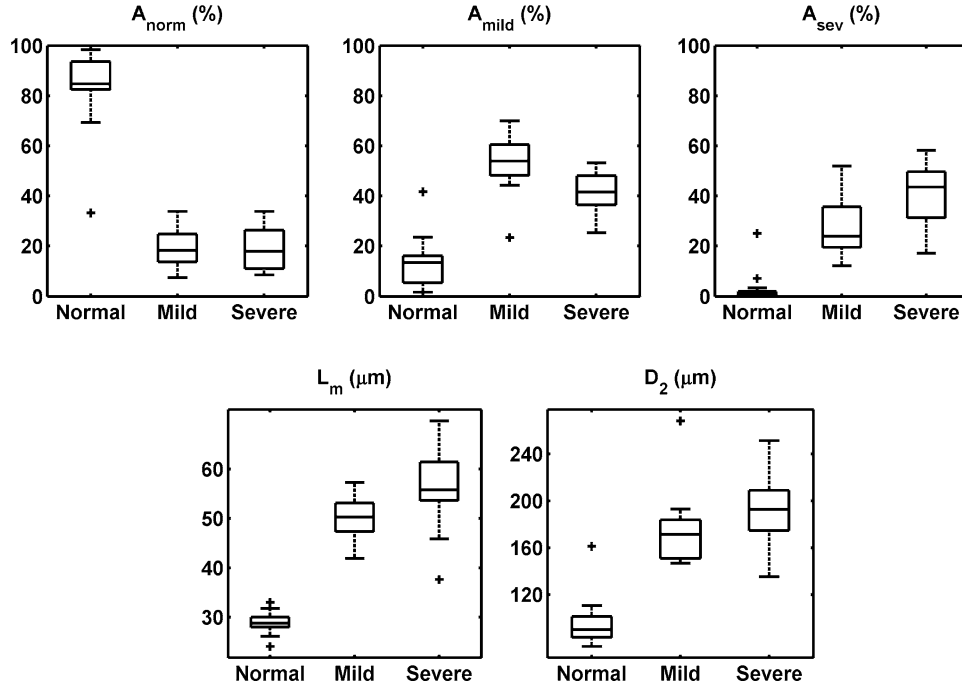 A_norm (%)
100
80
60
40
20
0
Normal Mild Severe
A_mild (%)
100
80
60
40
20
0
Normal Mild Severe
A_sev (%)
100
80
60
40
20
0
Normal Mild Severe
L_m (μm)
60
50
40
30
Normal Mild Severe
D_2 (μm)
240
200
160
120
Normal Mild Severe